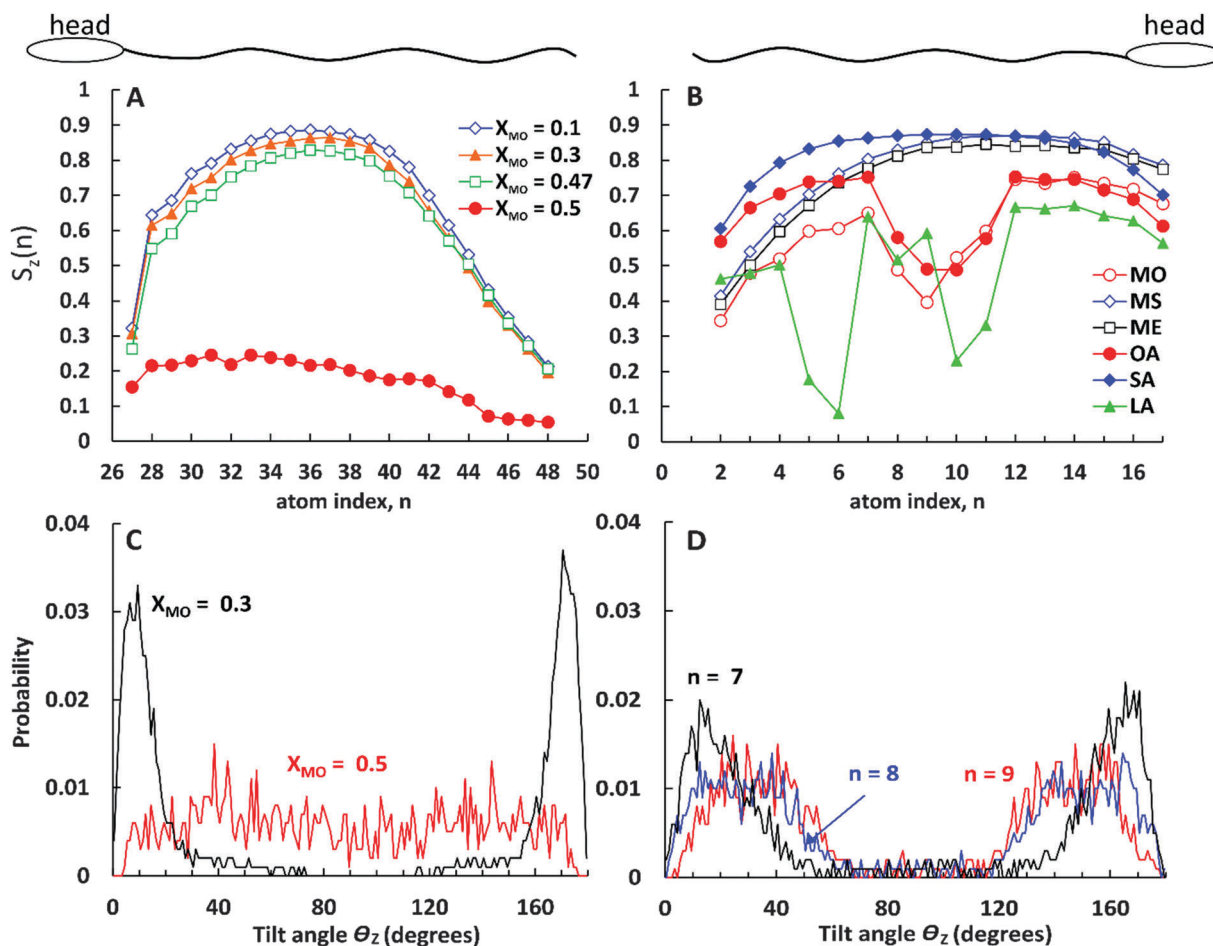 head
head
A
1
0.9
0.8
0.7
0.6
0.5
0.4
0.3
0.2
0.1
0
S_z(n)
X_MO = 0.1
X_MO = 0.3
X_MO = 0.47
X_MO = 0.5
26 28 30 32 34 36 38 40 42 44 46 48 50
atom index, n
B
1
0.9
0.8
0.7
0.6
0.5
0.4
0.3
0.2
0.1
0
MO
MS
ME
OA
SA
LA
2 4 6 8 10 12 14 16
atom index, n
C
0.04
0.03
0.02
0.01
0
Probability
X_MO = 0.3
X_MO = 0.5
0 40 80 120 160
Tilt angle Θ_Z (degrees)
D
0.04
0.03
0.02
0.01
0
n = 7
n = 8
n = 9
0 40 80 120 160
Tilt angle Θ_Z (degrees)